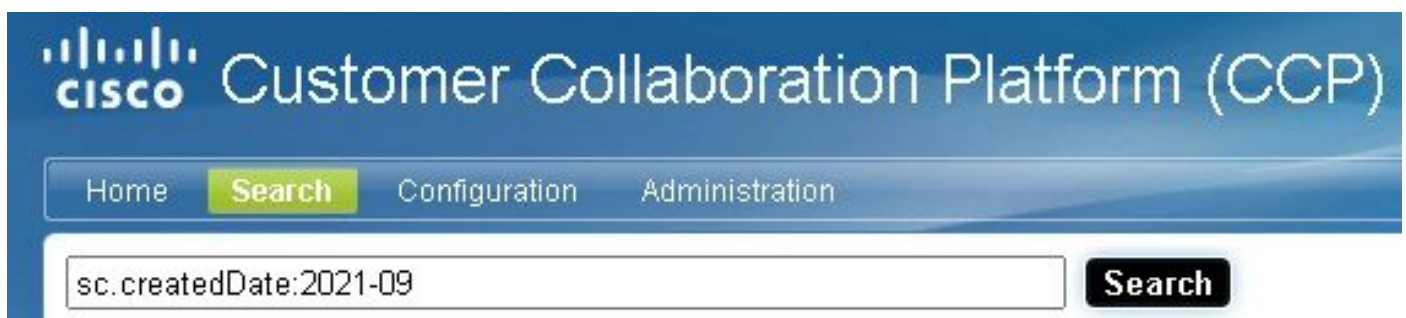 CISCO Customer Collaboration Platform (CCP)
Home Search Configuration Administration
sc.createdDate:2021-09 Search